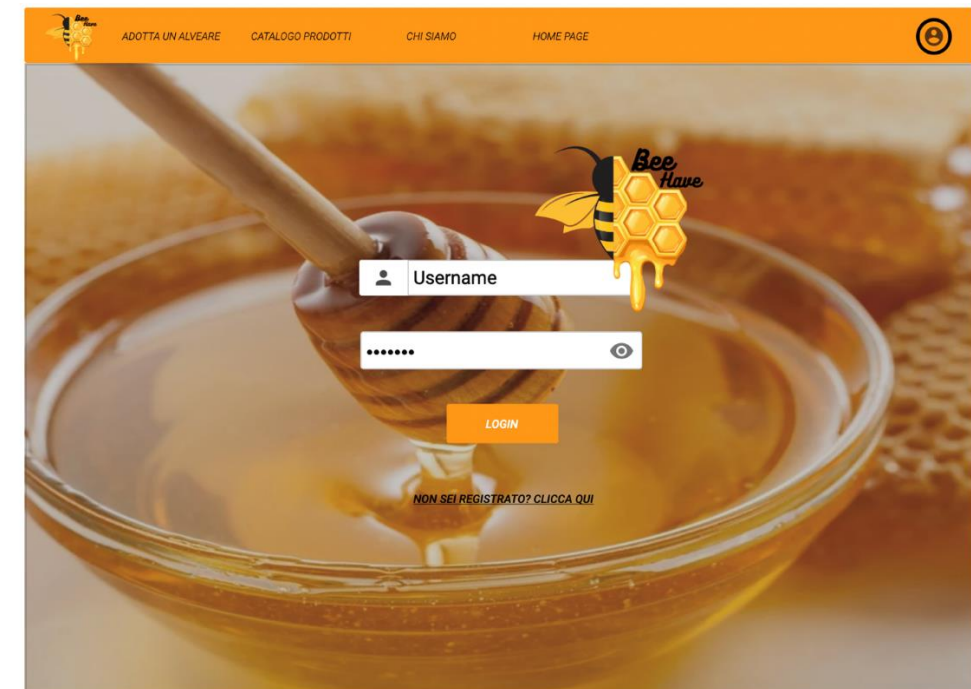 Bee
Have
ADOTTA UN ALVEARE CATALOGO PRODOTTI CHI SIAMO HOME PAGE
Bee
Have
Username
•••••••
LOGIN
NON SEI REGISTRATO? CLICCA QUI